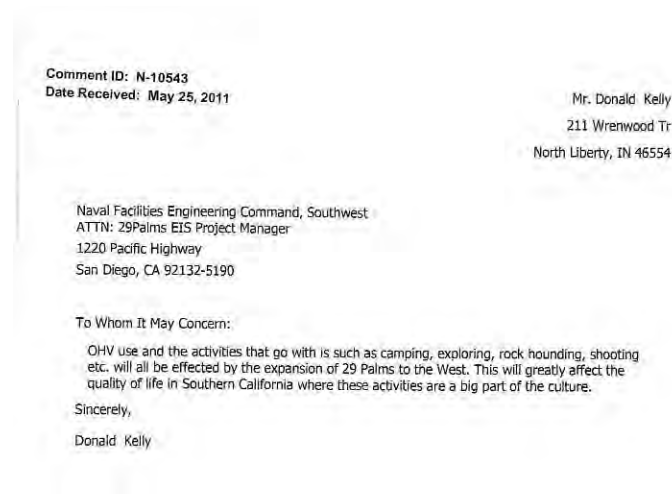 Comment ID: N-10543
Date Received: May 25, 2011
Mr. Donald Kelly
211 Wrenwood Tr
North Liberty, IN 46554
Naval Facilities Engineering Command, Southwest
ATTN: 29Palms EIS Project Manager
1220 Pacific Highway
San Diego, CA 92132-5190
To Whom It May Concern:
OHV use and the activities that go with is such as camping, exploring, rock hounding, shooting
etc. will all be effected by the expansion of 29 Palms to the West. This will greatly affect the
quality of life in Southern California where these activities are a big part of the culture.
Sincerely,
Donald Kelly